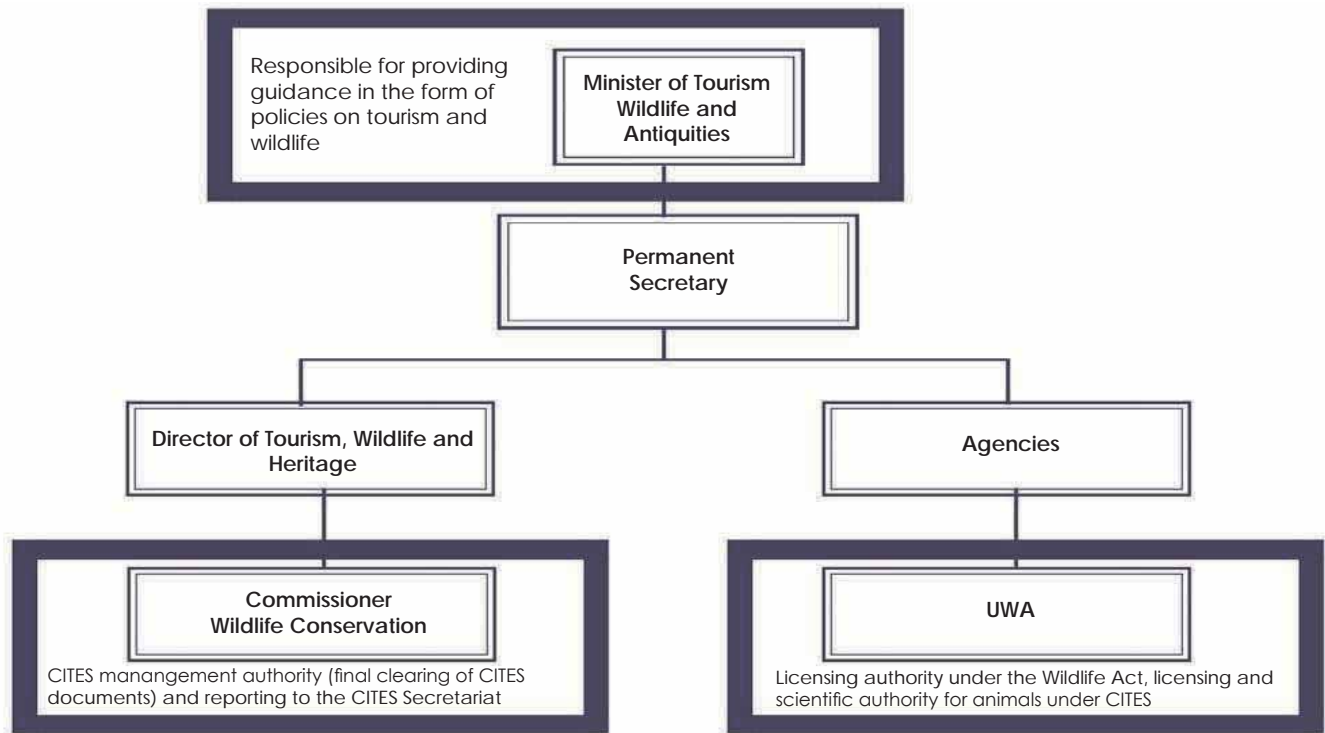 Responsible for providing
guidance in the form of
policies on tourism and
wildlife
Minister of Tourism
Wildlife and
Antiquities
Permanent
Secretary
Director of Tourism, Wildlife and
Heritage
Agencies
Commissioner
Wildlife Conservation
CITES manangement authority (final clearing of CITES
documents) and reporting to the CITES Secretariat
UWA
Licensing authority under the Wildlife Act, licensing and
scientific authority for animals under CITES